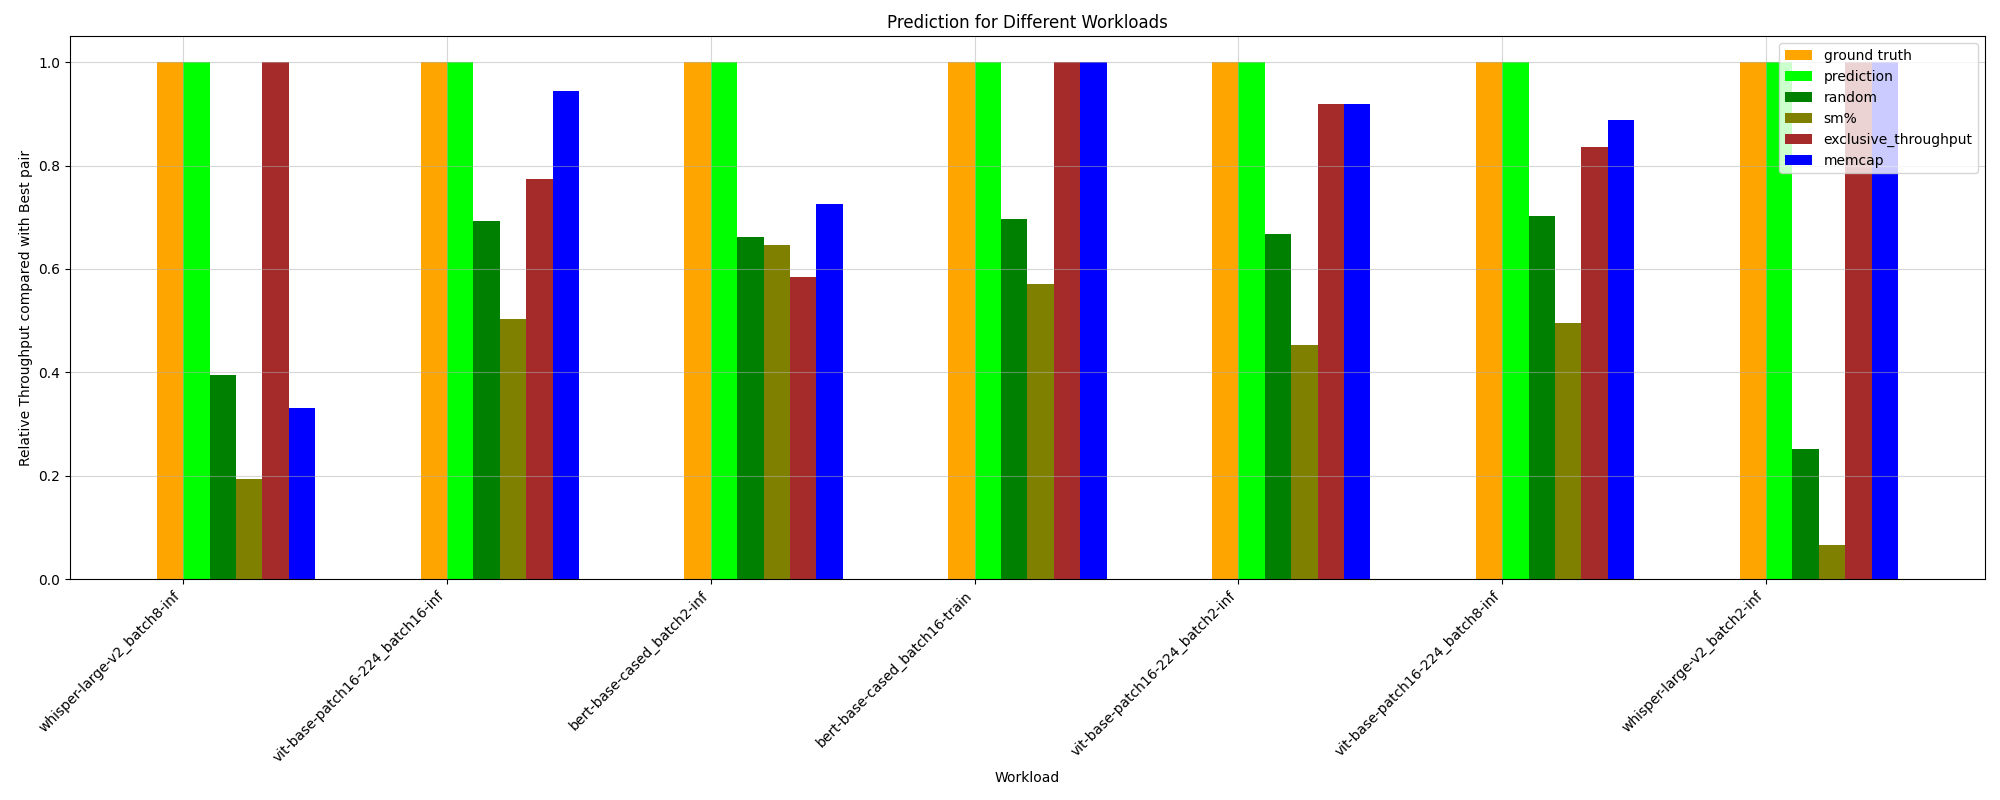 Prediction for Different Workloads
Relative Throughput compared with Best pair
1.0
0.8
0.6
0.4
0.2
0.0
ground truth
prediction
random
sm%
exclusive_throughput
memcap
whisper-large-v2_batch8-inf
vit-base-patch16-224_batch16-inf
bert-base-cased_batch2-inf
bert-base-cased_batch16-train
vit-base-patch16-224_batch2-inf
vit-base-patch16-224_batch8-inf
whisper-large-v2_batch2-inf
Workload